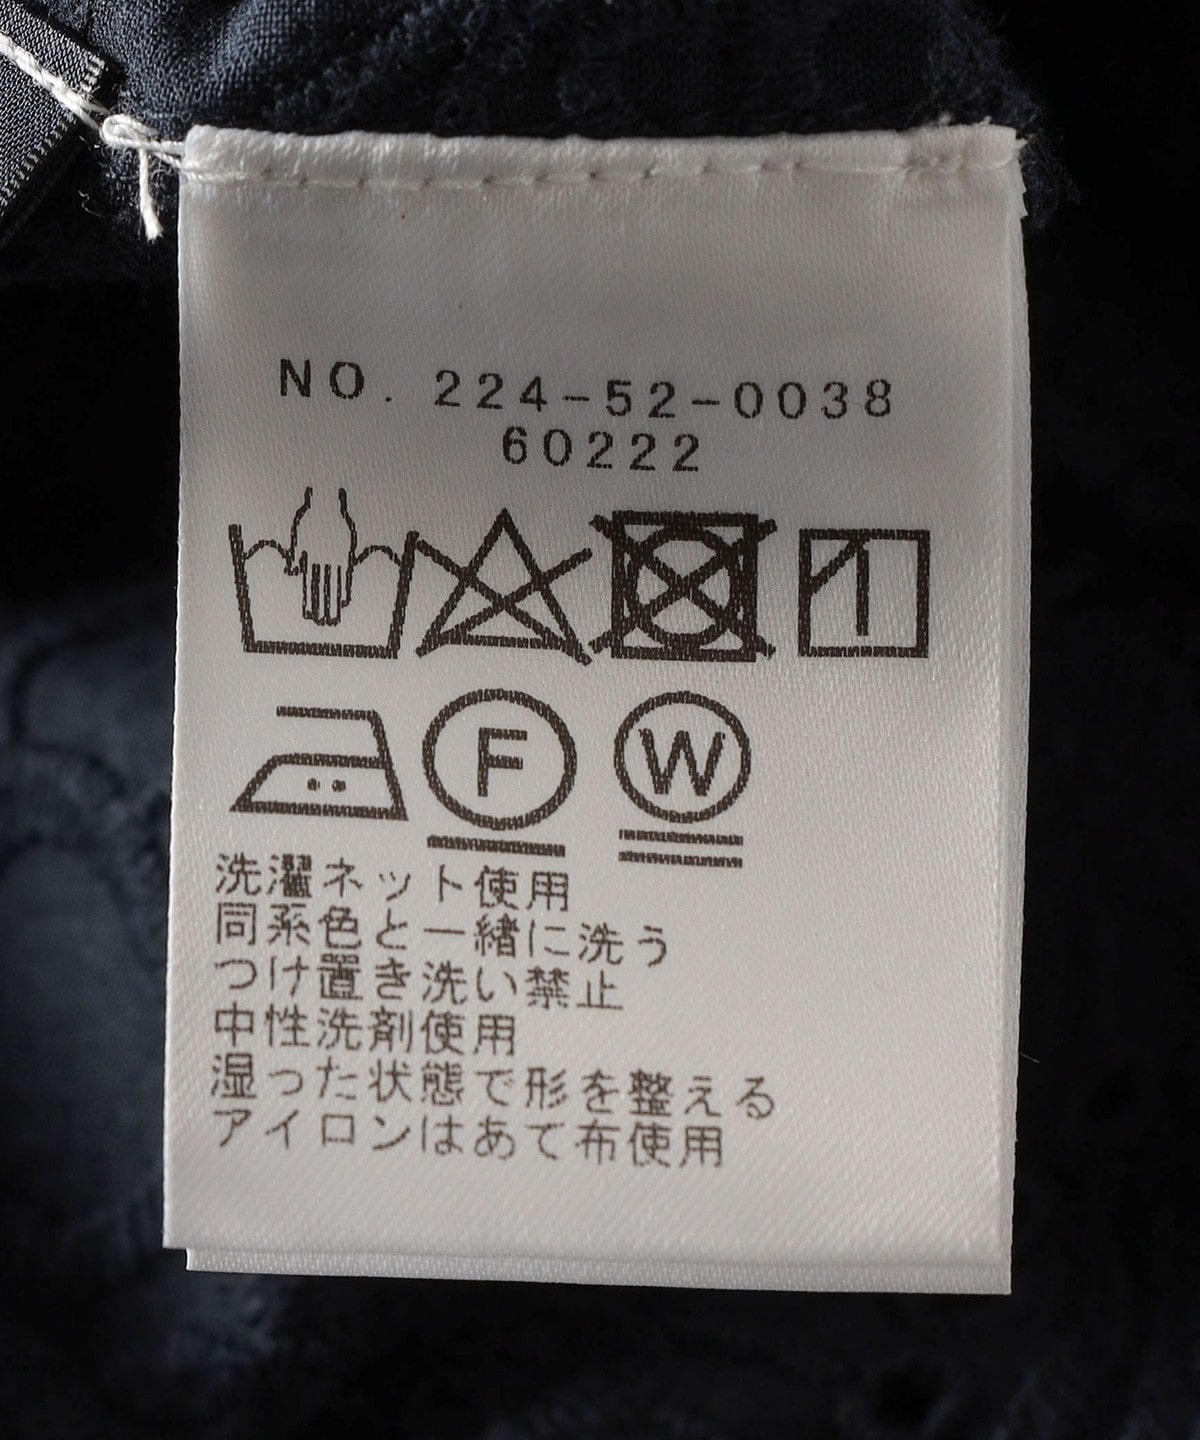 NO. 224-52-0038
60222
F
W
洗濯ネット使用
同系色と一緒に洗う
つけ置き洗い禁止
中性洗剤使用
湿った状態で形を整える
アイロンはあて布使用